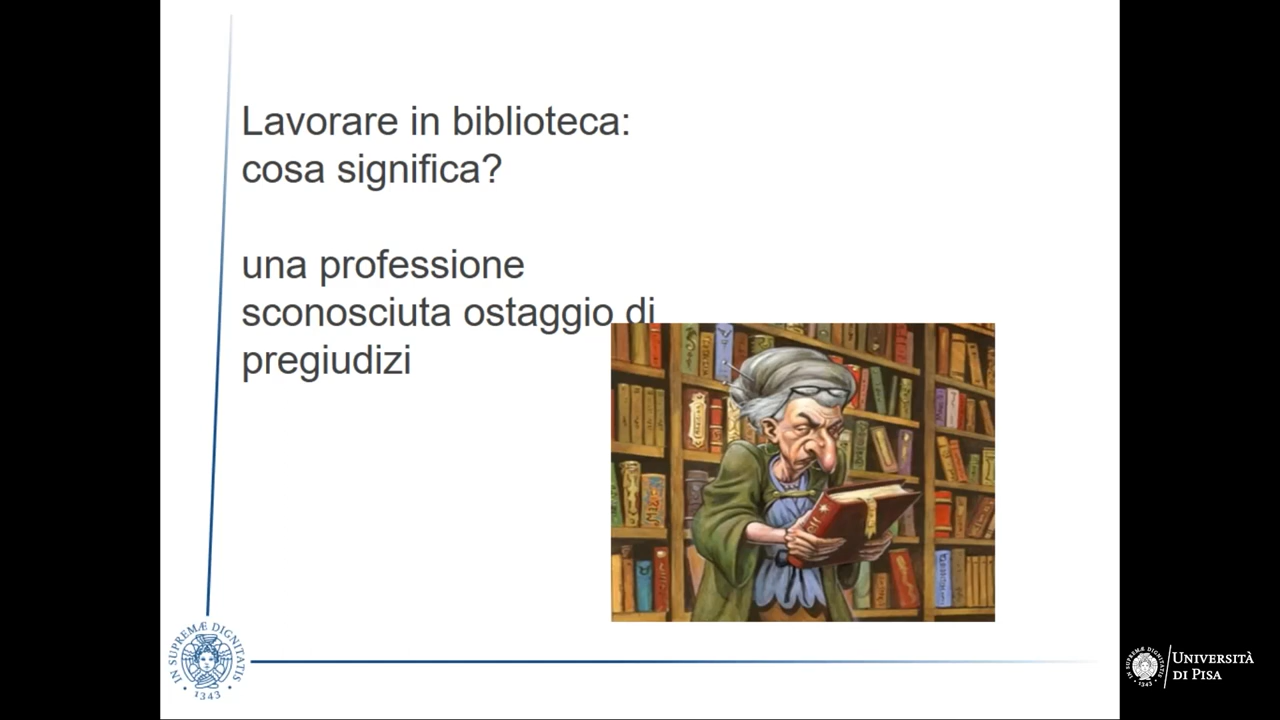 Lavorare in biblioteca:
cosa significa?
una professione
sconosciuta ostaggio di
pregiudizi
IN SUPREMÆ DIGNITATIS
1343
UNIVERSITÀ
DI PISA